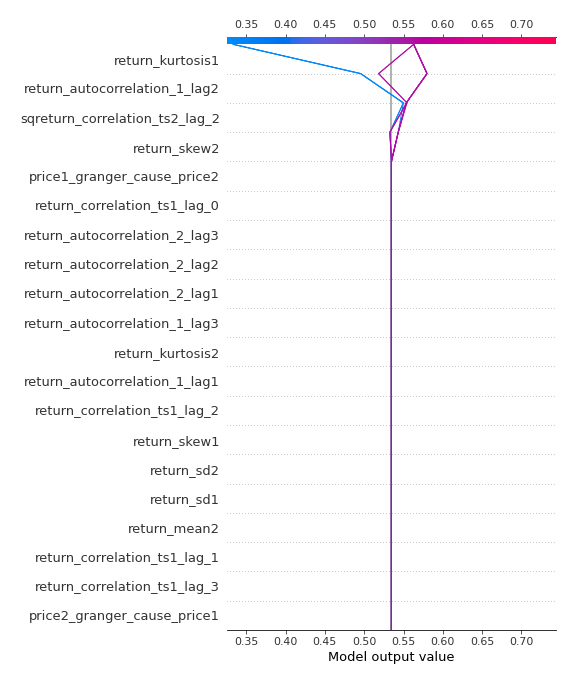 0.35 0.40 0.45 0.50 0.55 0.60 0.65 0.70
return_kurtosis1
return_autocorrelation_1_lag2
sqreturn_correlation_ts2_lag_2
return_skew2
price1_granger_cause_price2
return_correlation_ts1_lag_0
return_autocorrelation_2_lag3
return_autocorrelation_2_lag2
return_autocorrelation_2_lag1
return_autocorrelation_1_lag3
return_kurtosis2
return_autocorrelation_1_lag1
return_correlation_ts1_lag_2
return_skew1
return_sd2
return_sd1
return_mean2
return_correlation_ts1_lag_1
return_correlation_ts1_lag_3
price2_granger_cause_price1
0.35 0.40 0.45 0.50 0.55 0.60 0.65 0.70
Model output value